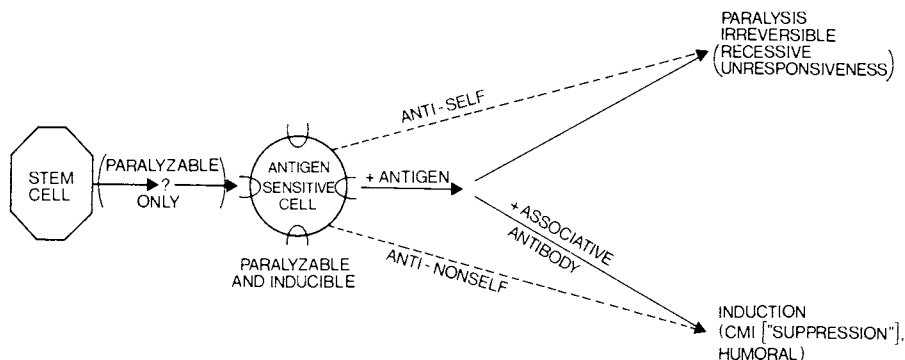 STEM
CELL
(PARALYZABLE)
?
ONLY
ANTIGEN
SENSITIVE
CELL
PARALYZABLE
AND INDUCIBLE
+ ANTIGEN
ANTI-SELF
ANTI-NONSELF
+ ASSOCIATIVE
ANTIBODY
PARALYSIS
IRREVERSIBLE
(RECESSIVE
UNRESPONSIVENESS)
INDUCTION
(CMI ["SUPPRESSION"],
HUMORAL)